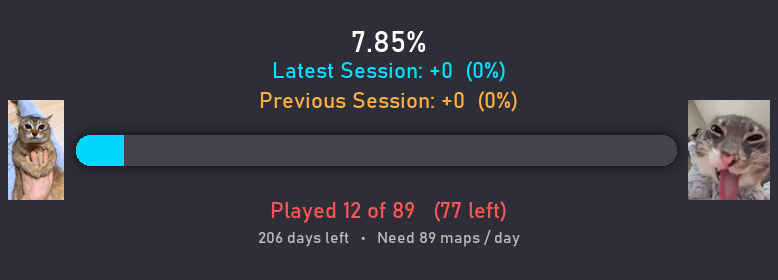 7.85%
Latest Session: +0 (0%)
Previous Session: +0 (0%)
Played 12 of 89 (77 left)
206 days left · Need 89 maps / day